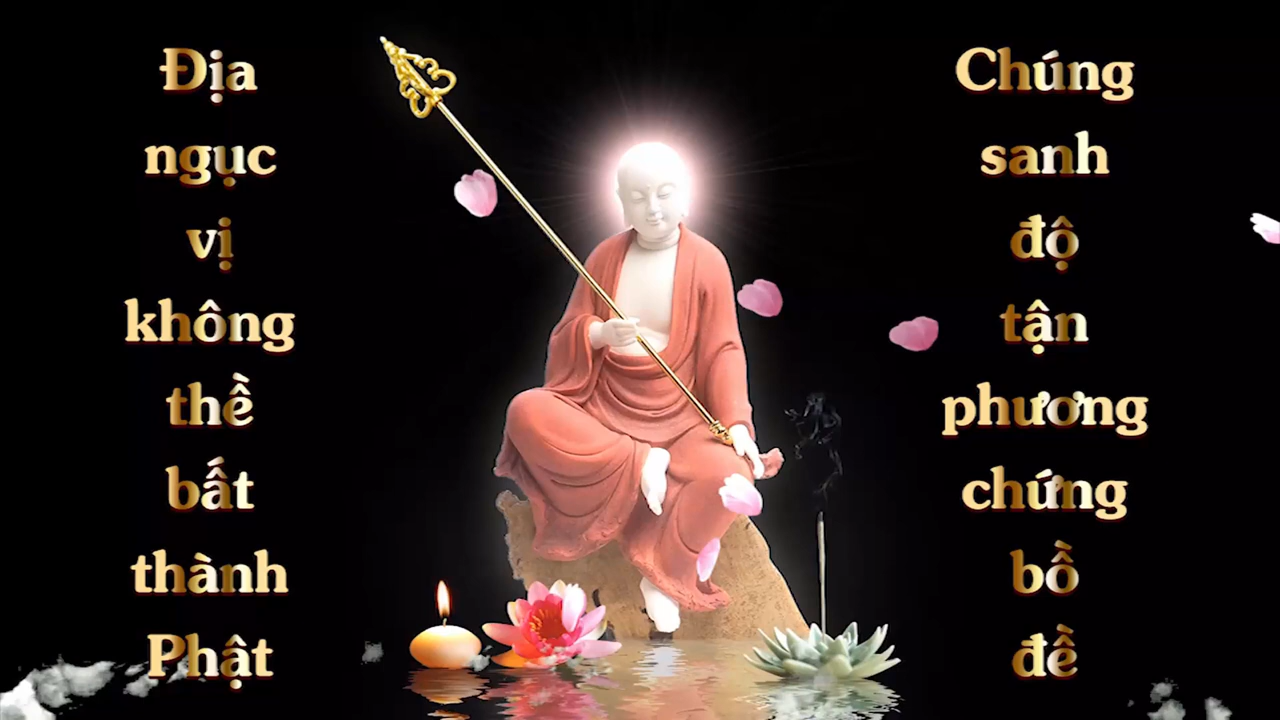 Địa
ngục
vị
không
thề
bất
thành
Phật
Chúng
sanh
độ
tận
phương
chứng
bồ
đề